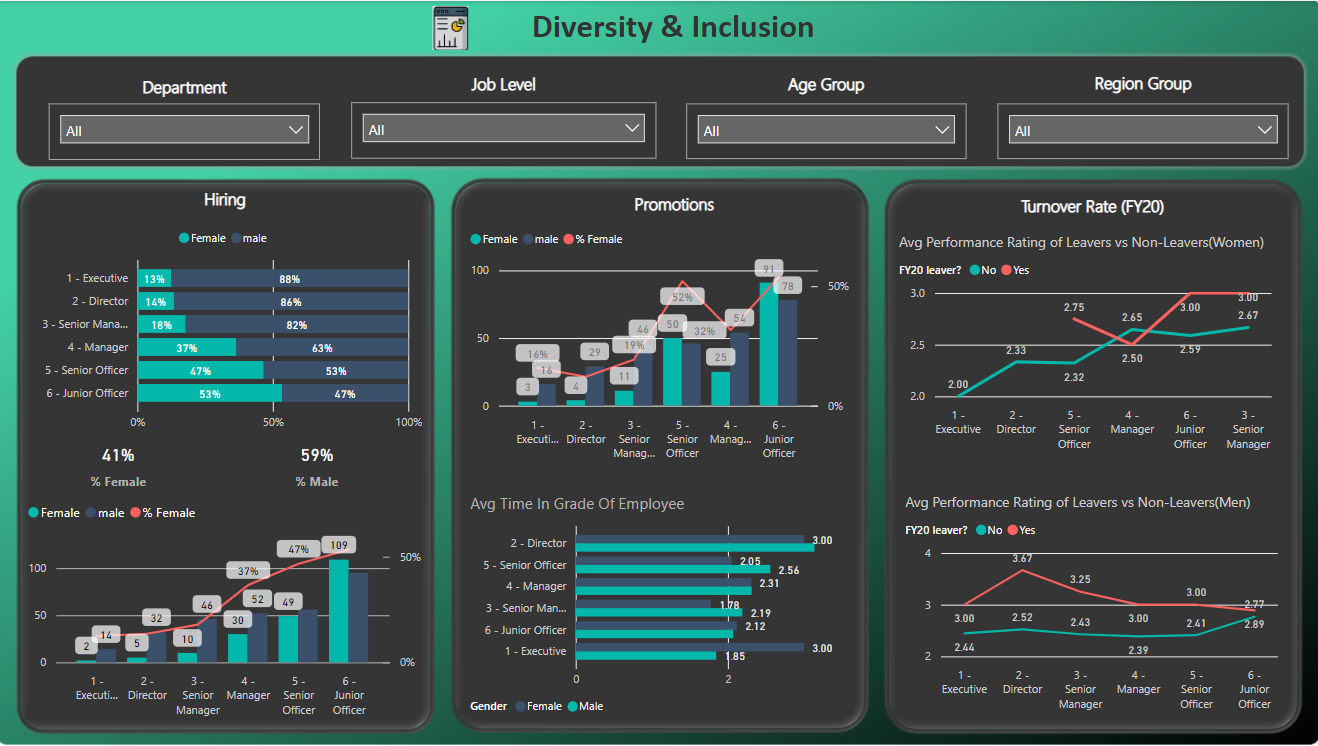 Diversity & Inclusion
Department
Job Level
Age Group
Region Group
All
All
All
All
Hiring
Female male
1 - Executive 13% 88%
2 - Director 14% 86%
3 - Senior Mana... 18% 82%
4 - Manager 37% 63%
5 - Senior Officer 47% 53%
6 - Junior Officer 53% 47%
0% 50% 100%
41% 59%
% Female % Male
Female male % Female
109
47%
50%
100
37%
46 52 49
50
32 30
14
2 5 10
0 0%
1 - 2 - 3 - 4 - 5 - 6 -
Executi... Director Senior Manager Senior Junior
Manager Officer Officer
Promotions
Female male % Female
100 91
78 50%
52%
50 50 46 32% 54
29 19%
16% 25
16 11
3 4
0 0%
1 - 2 - 3 - 5 - 4 - 6 -
Executi... Director Senior Senior Manag... Junior
Manag... Officer Officer
Avg Time In Grade Of Employee
2 - Director 3.00
5 - Senior Officer 2.05
2.56
4 - Manager 2.31
3 - Senior Man... 1.78
2.19
6 - Junior Officer 2.12
1 - Executive 3.00
1.85
0 2
Gender Female Male
Turnover Rate (FY20)
Avg Performance Rating of Leavers vs Non-Leavers(Women)
FY20 leaver? No Yes
3.0 3.00
2.75 2.65 3.00 2.67
2.5 2.33
2.32 2.50 2.59
2.0 2.00
1 - 2 - 5 - 4 - 6 - 3 -
Executive Director Senior Manager Junior Senior
Officer Officer Manager
Avg Performance Rating of Leavers vs Non-Leavers(Men)
FY20 leaver? No Yes
4 3.67
3.25
3 3.00 3.00 3.00 2.77
2.52 2.43 2.41 2.89
2.44 2.39
2
1 - 2 - 3 - 4 - 5 - 6 -
Executive Director Senior Manager Senior Junior
Manager Officer Officer